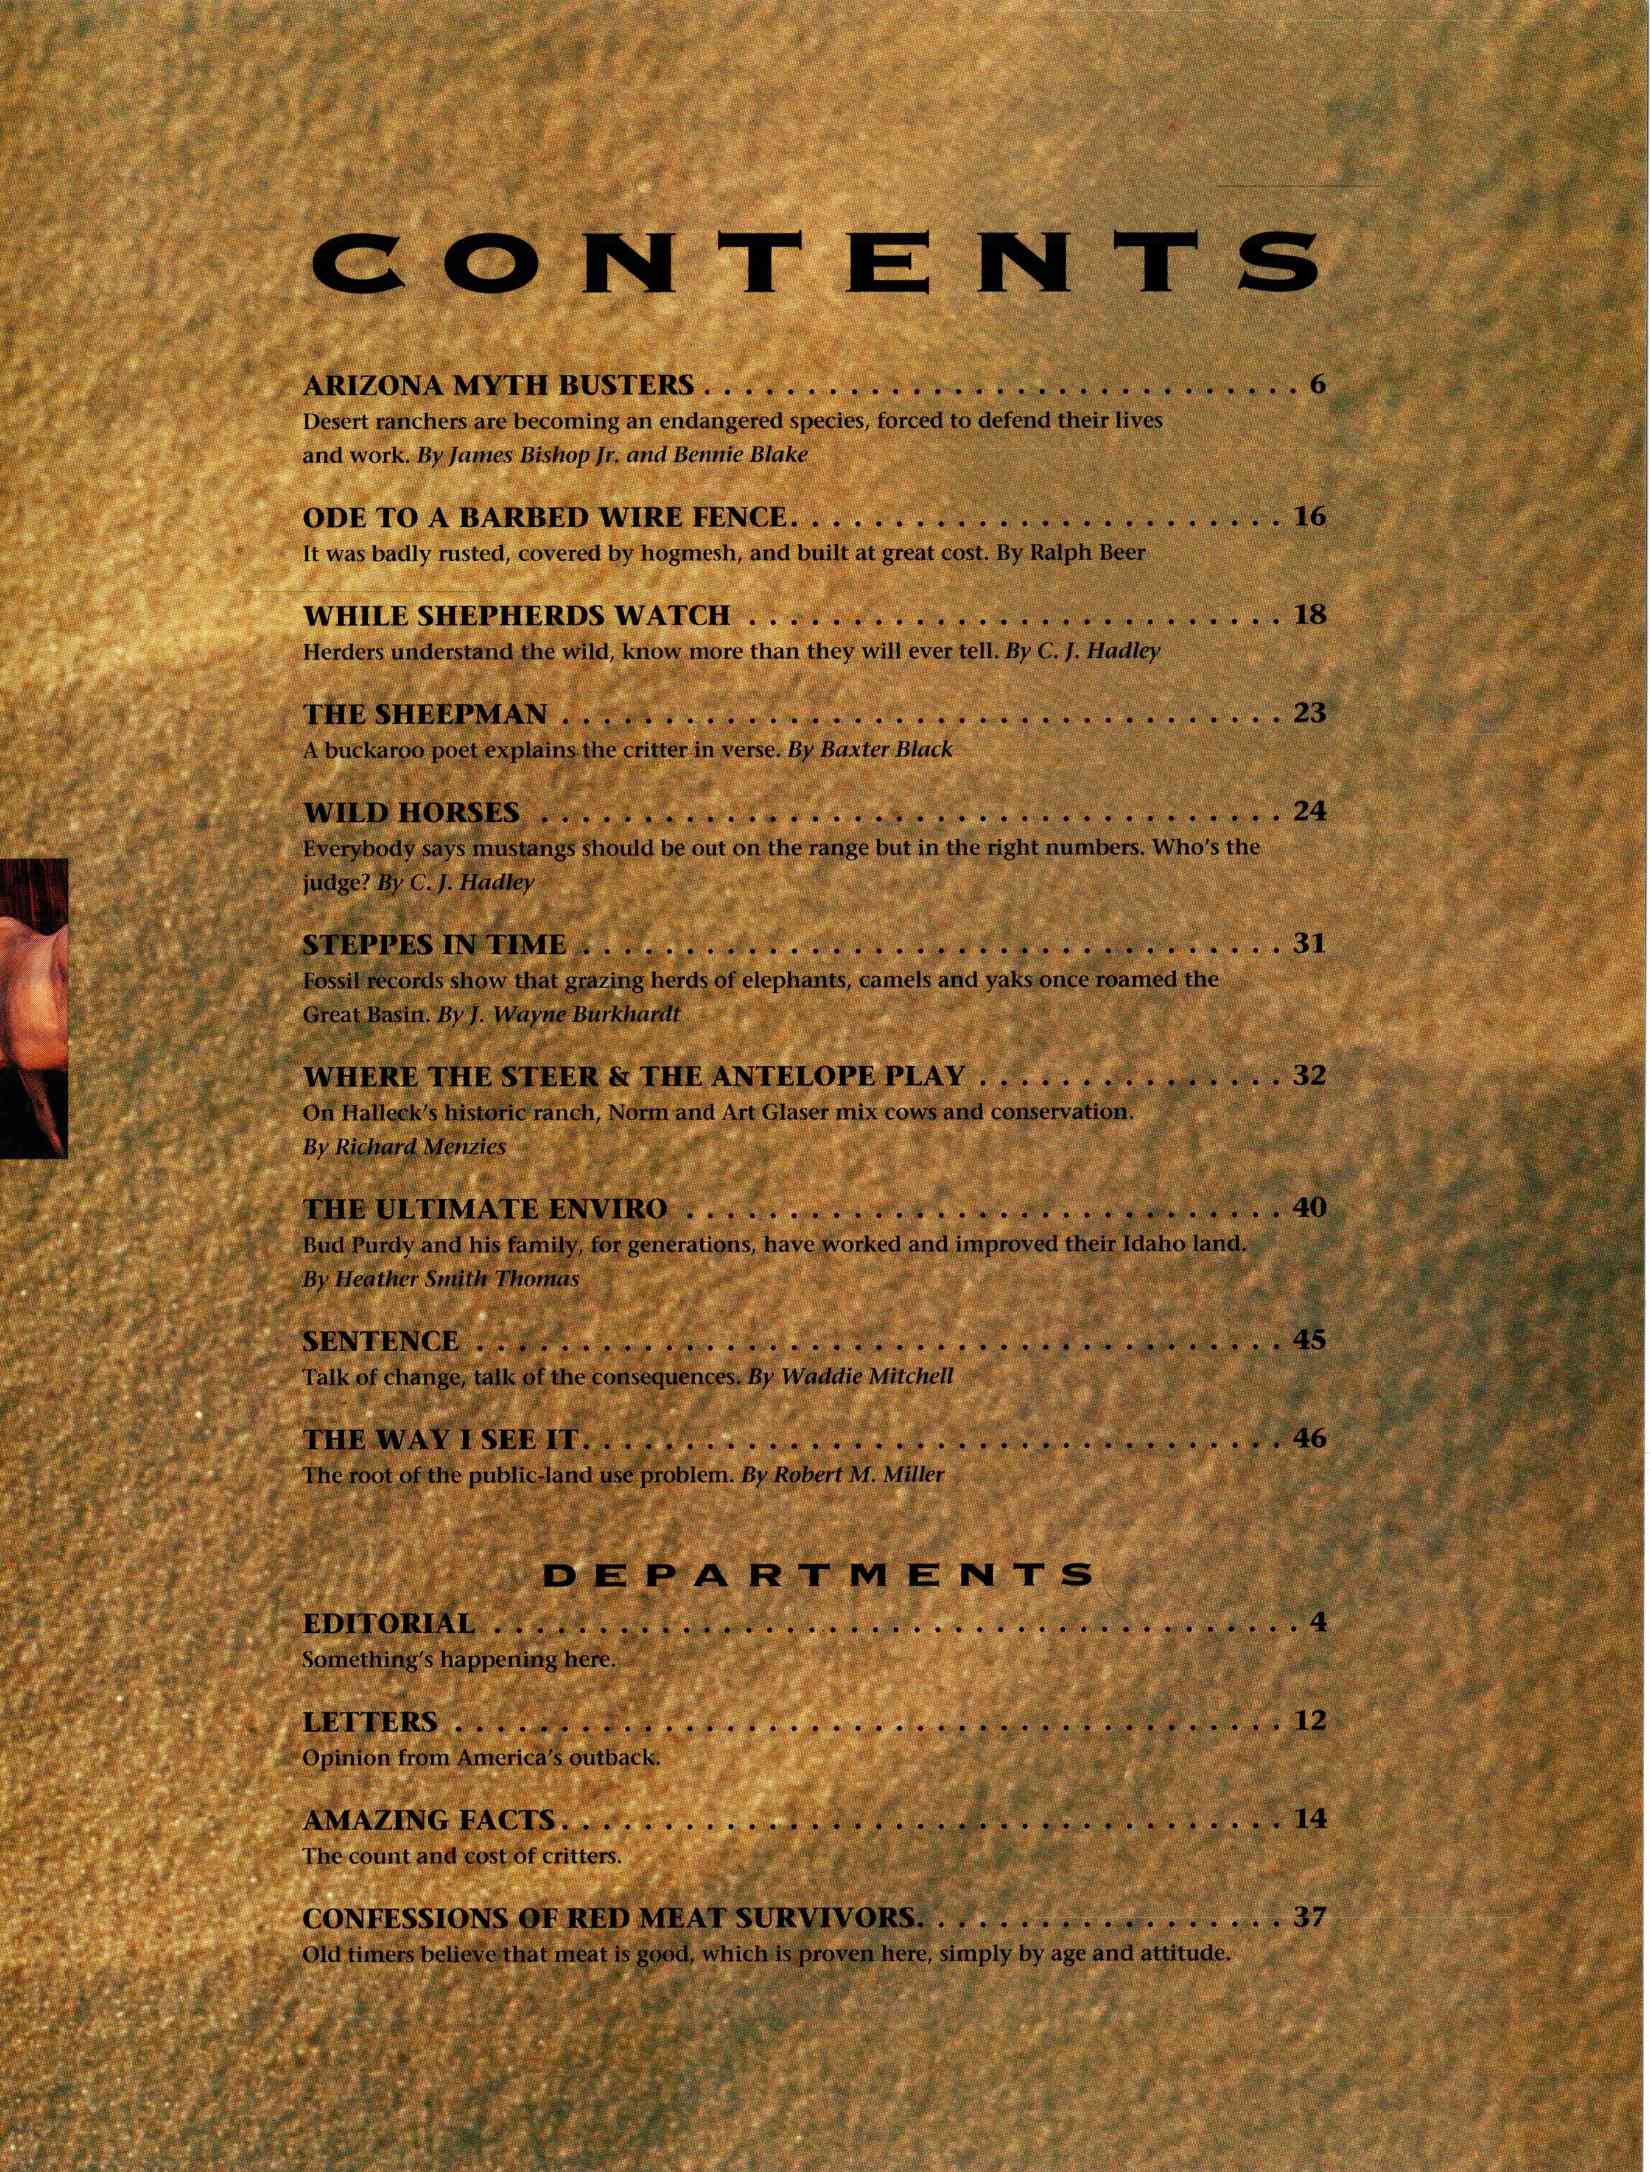 CONTENTS
ARIZONA MYTH BUSTERS . . . . . . . . . . . . . . . . . . . . . . . . . . . . . 6
Desert ranchers are becoming an endangered species, forced to defend their lives
and work. By James Bishop Jr. and Bennie Blake
ODE TO A BARBED WIRE FENCE. . . . . . . . . . . . . . . . . . . . . . . . 16
It was badly rusted, covered by hogmesh, and built at great cost. By Ralph Beer
WHILE SHEPHERDS WATCH . . . . . . . . . . . . . . . . . . . . . . . . . . 18
Herders understand the wild, know more than they will ever tell. By C. J. Hadley
THE SHEEPMAN . . . . . . . . . . . . . . . . . . . . . . . . . . . . . . . . . . . 23
A buckaroo poet explains the critter in verse. By Baxter Black
WILD HORSES . . . . . . . . . . . . . . . . . . . . . . . . . . . . . . . . . . . . 24
Everybody says mustangs should be out on the range but in the right numbers. Who's the
judge? By C. J. Hadley
STEPPES IN TIME . . . . . . . . . . . . . . . . . . . . . . . . . . . . . . . . . . 31
Fossil records show that grazing herds of elephants, camels and yaks once roamed the
Great Basin. By J. Wayne Burkhardt
WHERE THE STEER & THE ANTELOPE PLAY . . . . . . . . . . . . . . . 32
On Halleck's historic ranch, Norm and Art Glaser mix cows and conservation.
By Richard Menzies
THE ULTIMATE ENVIRO . . . . . . . . . . . . . . . . . . . . . . . . . . . . . 40
Bud Purdy and his family, for generations, have worked and improved their Idaho land.
By Heather Smith Thomas
SENTENCE . . . . . . . . . . . . . . . . . . . . . . . . . . . . . . . . . . . . . . . 45
Talk of change, talk of the consequences. By Waddie Mitchell
THE WAY I SEE IT. . . . . . . . . . . . . . . . . . . . . . . . . . . . . . . . . . 46
The root of the public-land use problem. By Robert M. Miller
DEPARTMENTS
EDITORIAL . . . . . . . . . . . . . . . . . . . . . . . . . . . . . . . . . . . . . . . 4
Something's happening here.
LETTERS . . . . . . . . . . . . . . . . . . . . . . . . . . . . . . . . . . . . . . . . 12
Opinion from America's outback.
AMAZING FACTS. . . . . . . . . . . . . . . . . . . . . . . . . . . . . . . . . . . 14
The count and cost of critters.
CONFESSIONS OF RED MEAT SURVIVORS. . . . . . . . . . . . . . . . . . 37
Old timers believe that meat is good, which is proven here, simply by age and attitude.